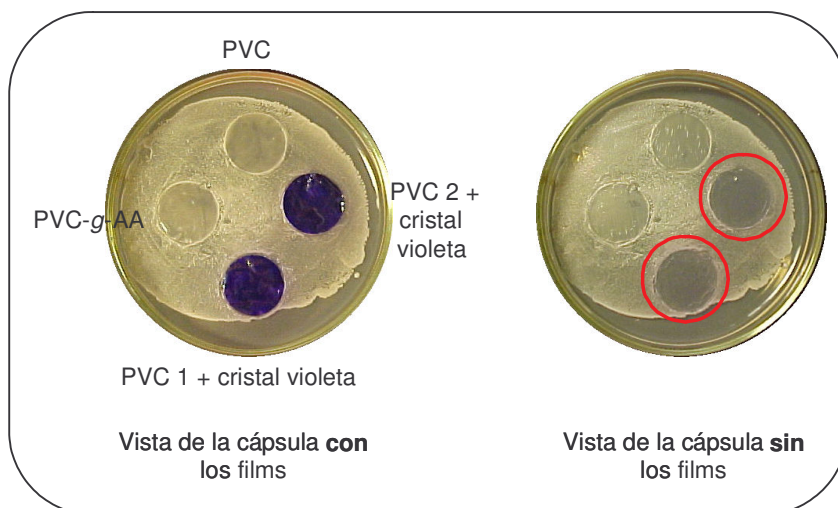 PVC
PVC-g-AA
PVC 2 +
cristal
violeta
PVC 1 + cristal violeta
Vista de la cápsula con
los films
Vista de la cápsula sin
los films